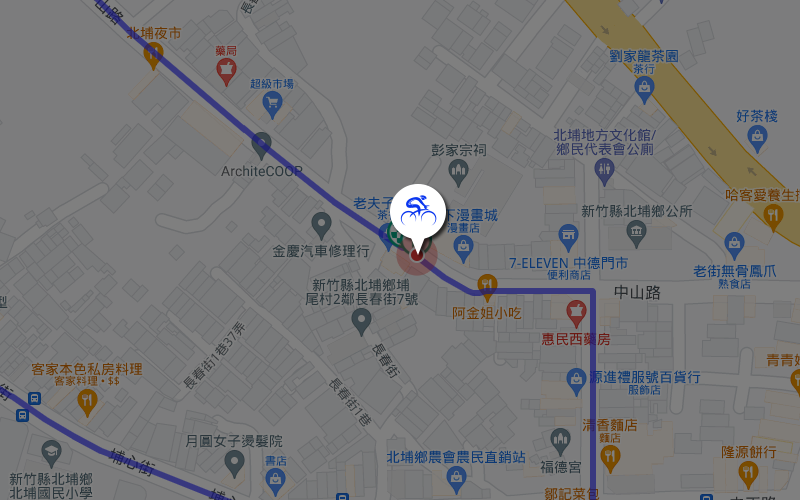 北埔夜市
藥局
超級市場
劉家龍茶園
茶行
好茶棧
北埔地方文化館/
鄉民代表會公廁
彭家宗祠
ArchiteCOOP
老夫子
下漫畫城
漫畫店
哈客愛養生
新竹縣北埔鄉公所
金慶汽車修理行
7-ELEVEN 中德門市
便利商店
老街無骨鳳爪
熟食店
新竹縣北埔鄉埔
尾村2鄰長春街7號
中山路
阿金姐小吃
惠民西藥房
長春街1巷37弄
長春街
長春街1巷
客家本色私房料理
客家料理・$$
源進禮服號百貨行
服飾店
青青
清香麵店
麵店
月圓女子燙髮院
埔心街
書店
北埔鄉農會農民直銷站
福德宮
隆源餅行
新竹縣北埔鄉
北埔國民小學
鄒記菜包